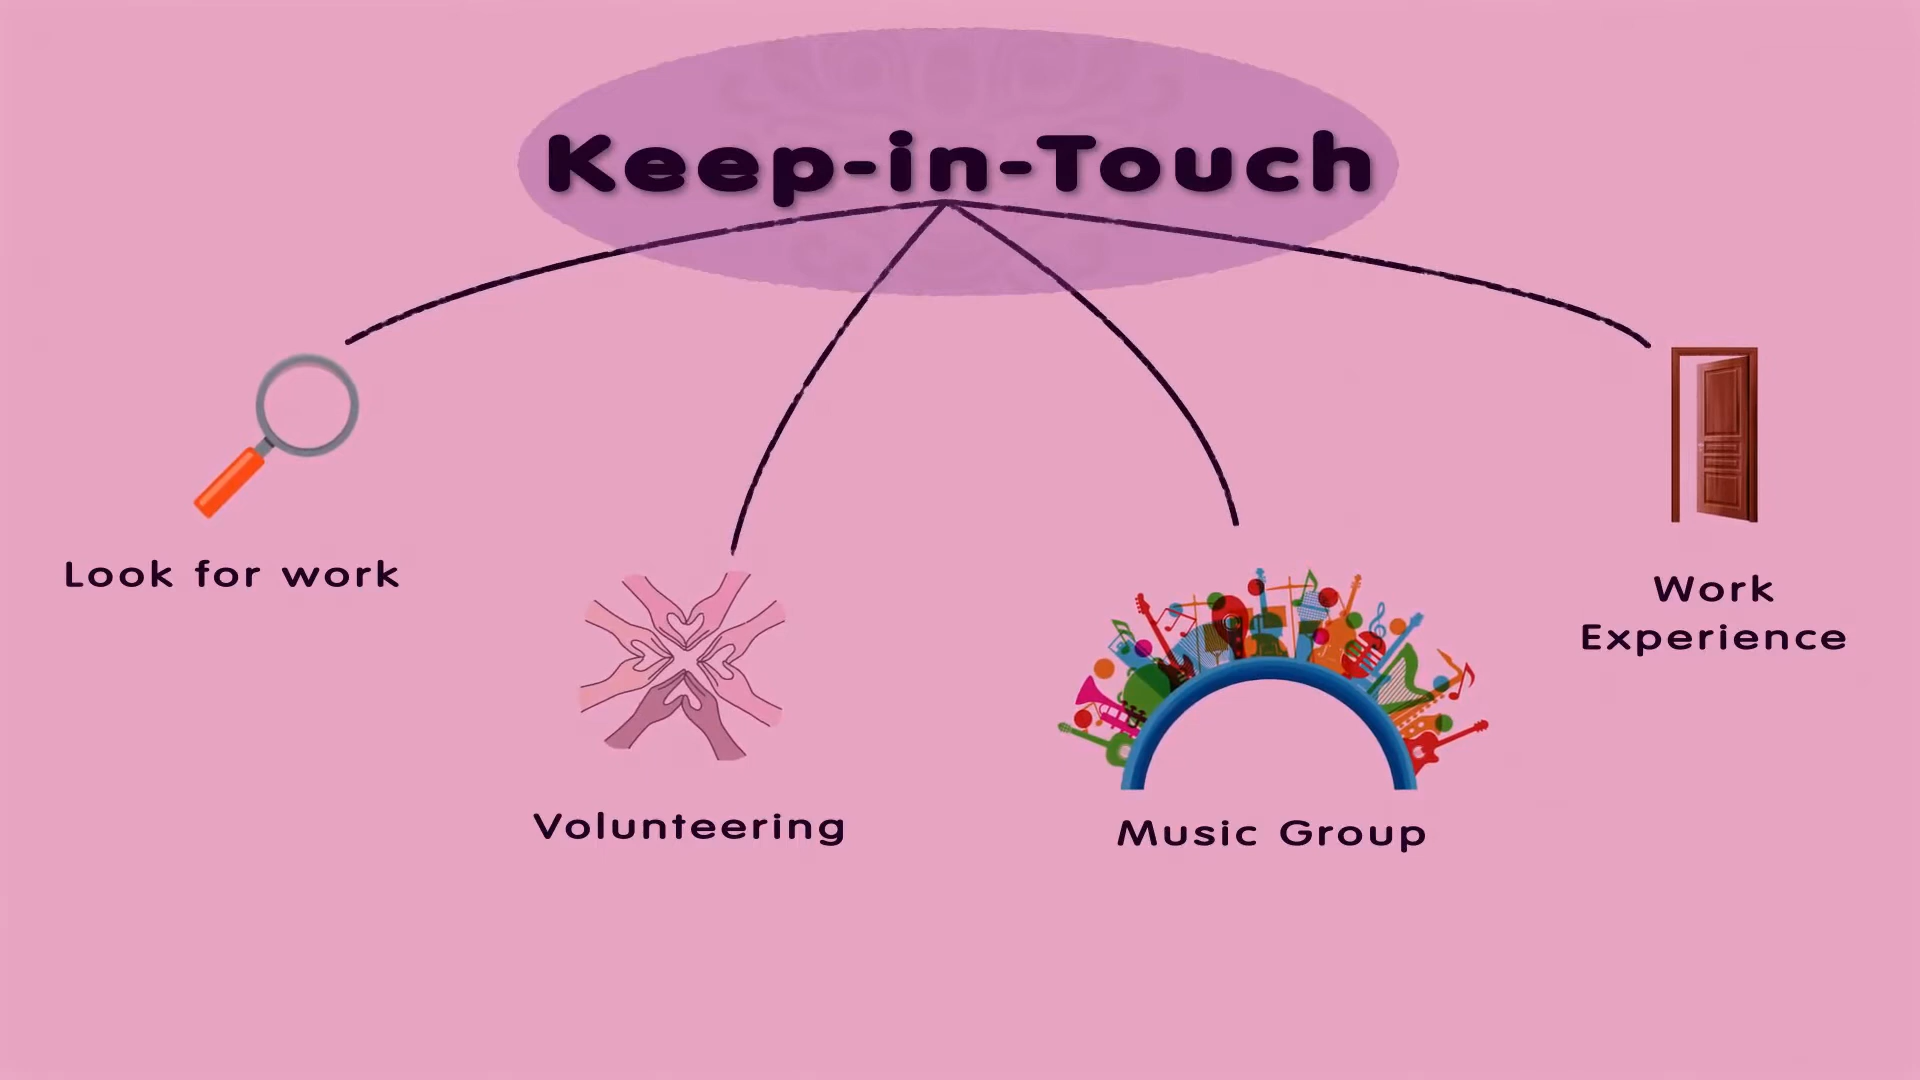 Keep-in-Touch
Look for work
Volunteering
Music Group
Work
Experience